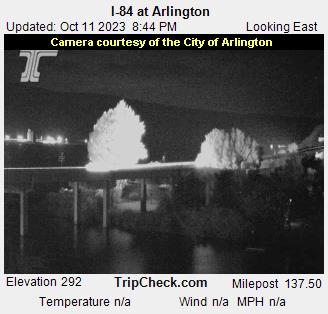 I-84 at Arlington
Updated: Oct 11 2023 8:44 PM Looking East
Camera courtesy of the City of Arlington
Elevation 292 TripCheck.com Milepost 137.50
Temperature n/a Wind n/a MPH n/a